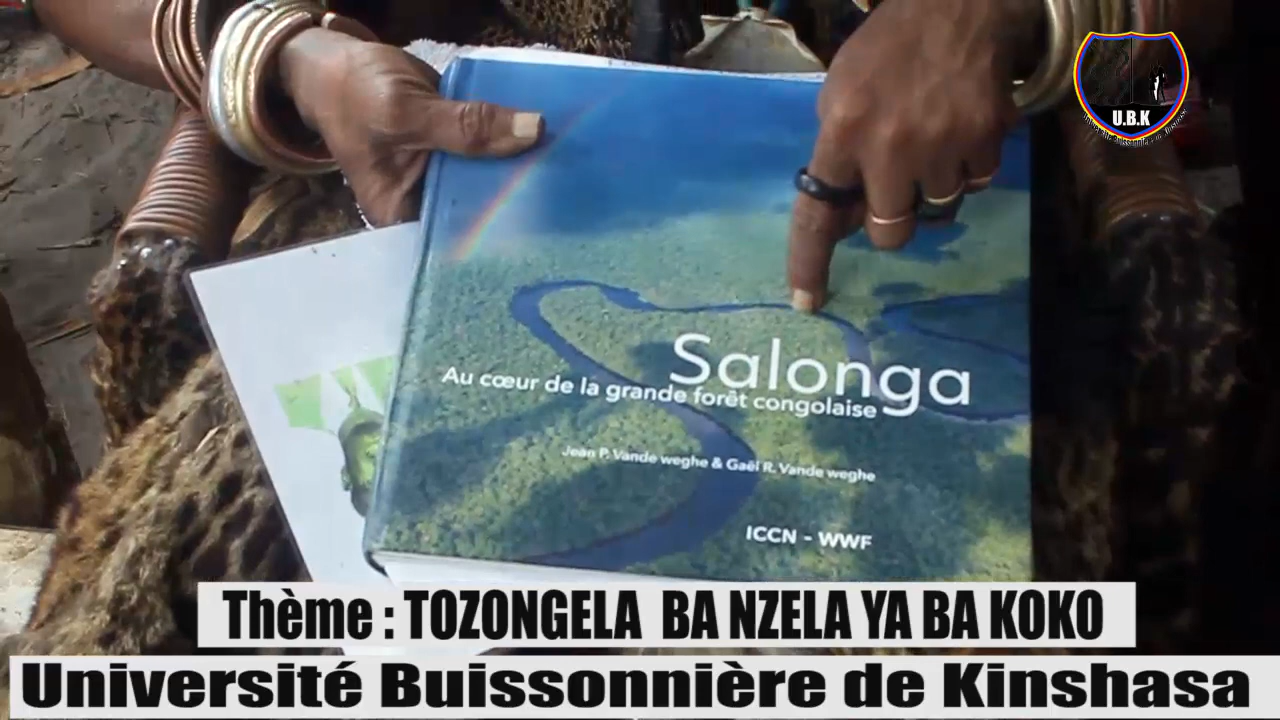 U.B.K
Salonga
Au cœur de la grande forêt congolaise
Jean P. Vande weghe & Gaël R. Vande weghe
ICCN - WWF
Thème : TOZONGELA BA NZELA YA BA KOKO
Université Buissonnière de Kinshasa